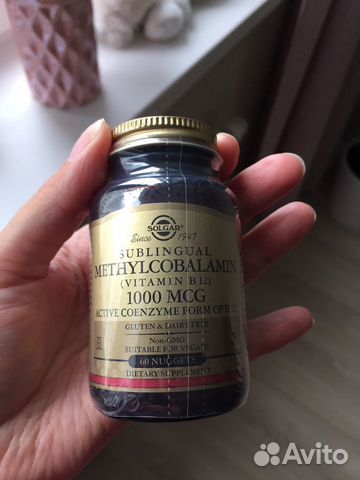 SOLGAR
Since 1947
SUBLINGUAL
METHYLCOBALAMIN
(VITAMIN B12)
1000 MCG
ACTIVE COENZYME FORM OF B-12
GLUTEN & DAIRY FREE
Non-GMO
SUITABLE FOR VEGANS
60 NUGGETS
DIETARY SUPPLEMENT
Avito